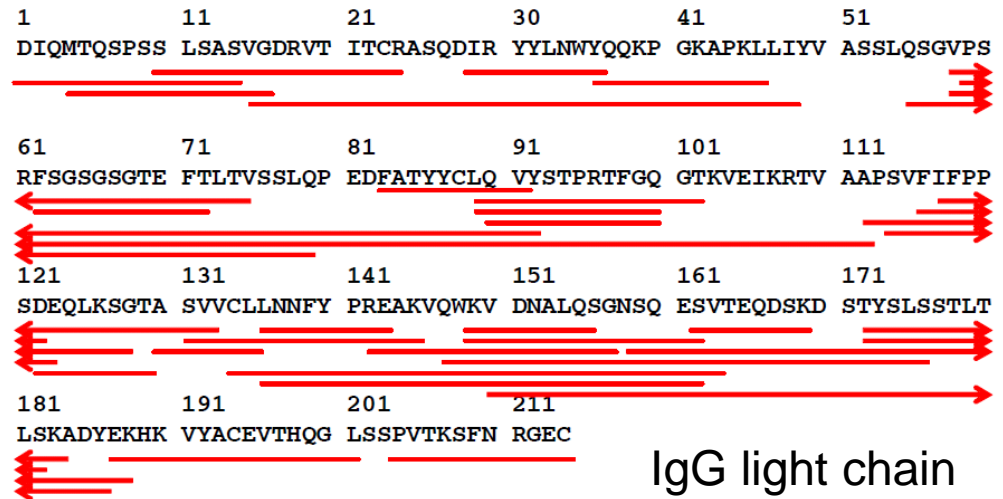 1 11 21 31 41 51
DIQMTQSPSS LSASVGDRVT ITCRASQDIR YYLNWYQQKP GKAPKLLIYV ASSLQSGVPS
61 71 81 91 101 111
RFSGSGSGTE FTLTVSSLQP EDFATYYCLQ VYSTPRTFGQ GTKVEIKRTV AAPSVFIFPP
121 131 141 151 161 171
SDEQLKSGTA SVVCLLNNFY PREAKVQWKV DNALQSGNSQ ESVTEQDSKD STYSLSSTLT
181 191 201 211
LSKADYEKHK VYACEVTHQG LSSPVTKSFN RGEC
IgG light chain